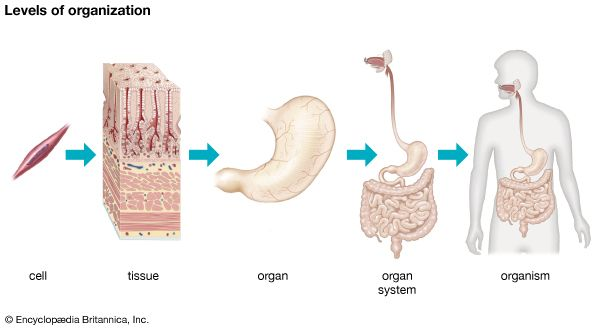 Levels of organization
cell
tissue
organ
organ
system
organism
© Encyclopædia Britannica, Inc.